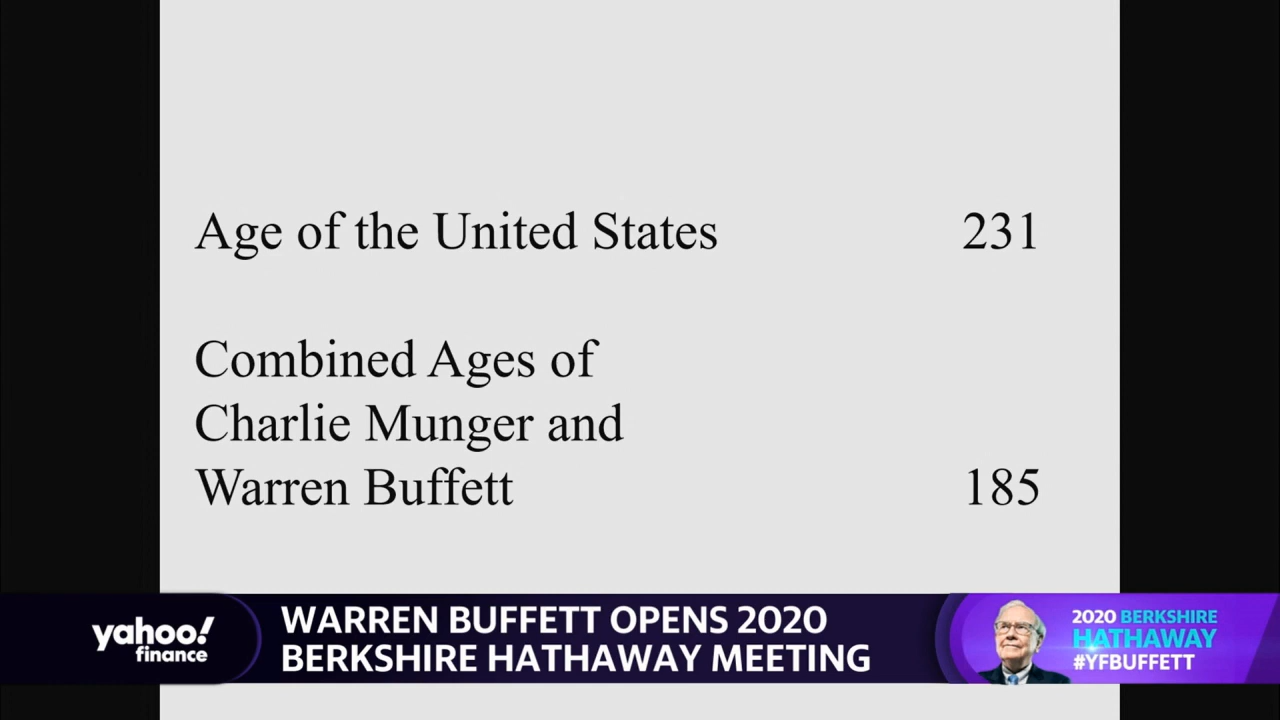 Age of the United States 231
Combined Ages of
Charlie Munger and
Warren Buffett 185
yahoo!
finance
WARREN BUFFETT OPENS 2020
BERKSHIRE HATHAWAY MEETING
2020 BERKSHIRE
HATHAWAY
#YFBUFFETT